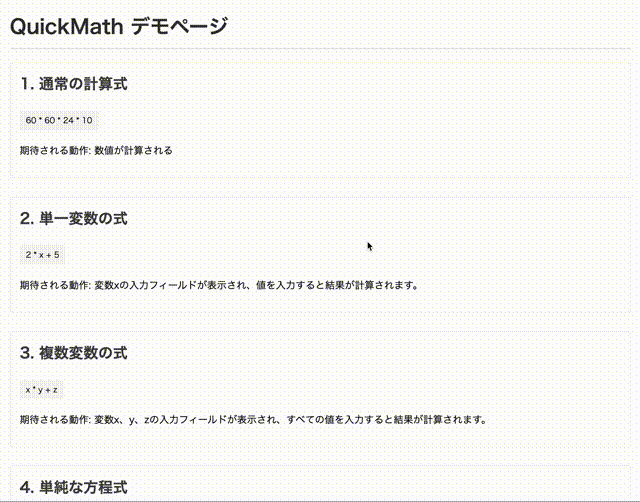 QuickMath デモページ
1. 通常の計算式
60 * 60 * 24 * 10
期待される動作: 数値が計算される
2. 単一変数の式
2 * x + 5
期待される動作: 変数xの入力フィールドが表示され、値を入力すると結果が計算されます。
3. 複数変数の式
x * y + z
期待される動作: 変数x、y、zの入力フィールドが表示され、すべての値を入力すると結果が計算されます。
4. 単純な方程式